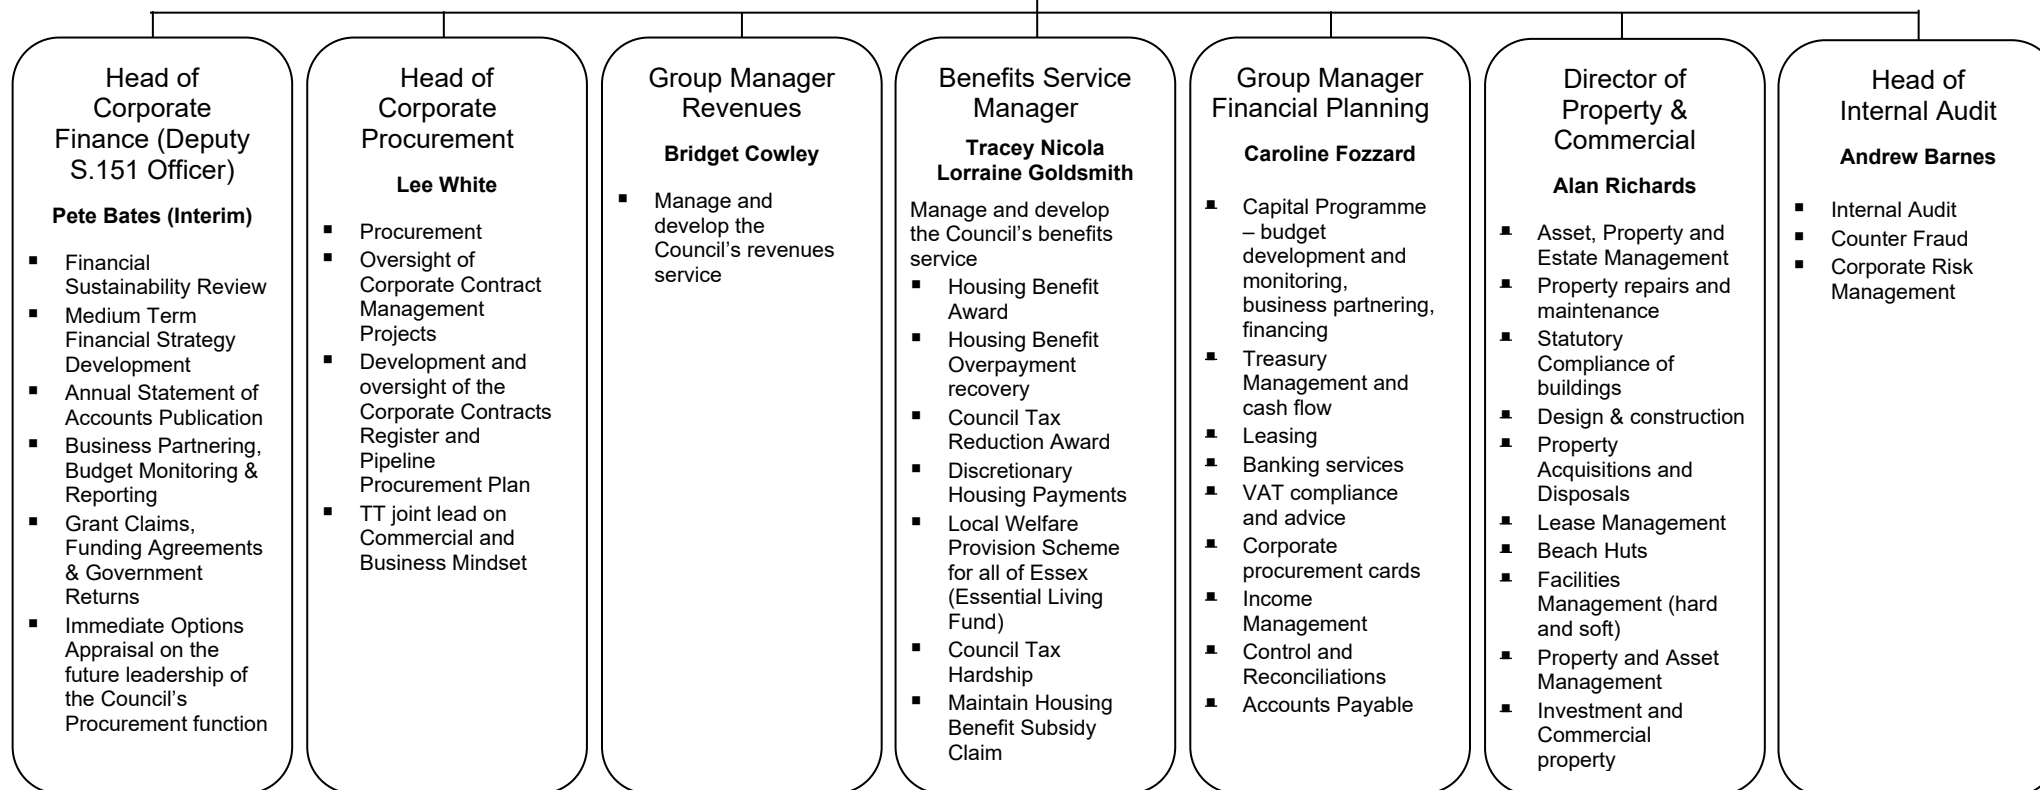 Head of
Corporate
Finance (Deputy
S.151 Officer)
Pete Bates (Interim)
▪ Financial
Sustainability Review
▪ Medium Term
Financial Strategy
Development
▪ Annual Statement of
Accounts Publication
▪ Business Partnering,
Budget Monitoring &
Reporting
▪ Grant Claims,
Funding Agreements
& Government
Returns
▪ Immediate Options
Appraisal on the
future leadership of
the Council’s
Procurement function
Head of
Corporate
Procurement
Lee White
▪ Procurement
▪ Oversight of
Corporate Contract
Management
Projects
▪ Development and
oversight of the
Corporate Contracts
Register and
Pipeline
Procurement Plan
▪ TT joint lead on
Commercial and
Business Mindset
Group Manager
Revenues
Bridget Cowley
▪ Manage and
develop the
Council’s revenues
service
Benefits Service
Manager
Tracey Nicola
Lorraine Goldsmith
Manage and develop
the Council’s benefits
service
▪ Housing Benefit
Award
▪ Housing Benefit
Overpayment
recovery
▪ Council Tax
Reduction Award
▪ Discretionary
Housing Payments
▪ Local Welfare
Provision Scheme
for all of Essex
(Essential Living
Fund)
▪ Council Tax
Hardship
▪ Maintain Housing
Benefit Subsidy
Claim
Group Manager
Financial Planning
Caroline Fozzard
▪ Capital Programme
– budget
development and
monitoring,
business partnering,
financing
▪ Treasury
Management and
cash flow
▪ Leasing
▪ Banking services
▪ VAT compliance
and advice
▪ Corporate
procurement cards
▪ Income
Management
▪ Control and
Reconciliations
▪ Accounts Payable
Director of
Property &
Commercial
Alan Richards
▪ Asset, Property and
Estate Management
▪ Property repairs and
maintenance
▪ Statutory
Compliance of
buildings
▪ Design & construction
▪ Property
Acquisitions and
Disposals
▪ Lease Management
▪ Beach Huts
▪ Facilities
Management (hard
and soft)
▪ Property and Asset
Management
▪ Investment and
Commercial
property
Head of
Internal Audit
Andrew Barnes
▪ Internal Audit
▪ Counter Fraud
▪ Corporate Risk
Management